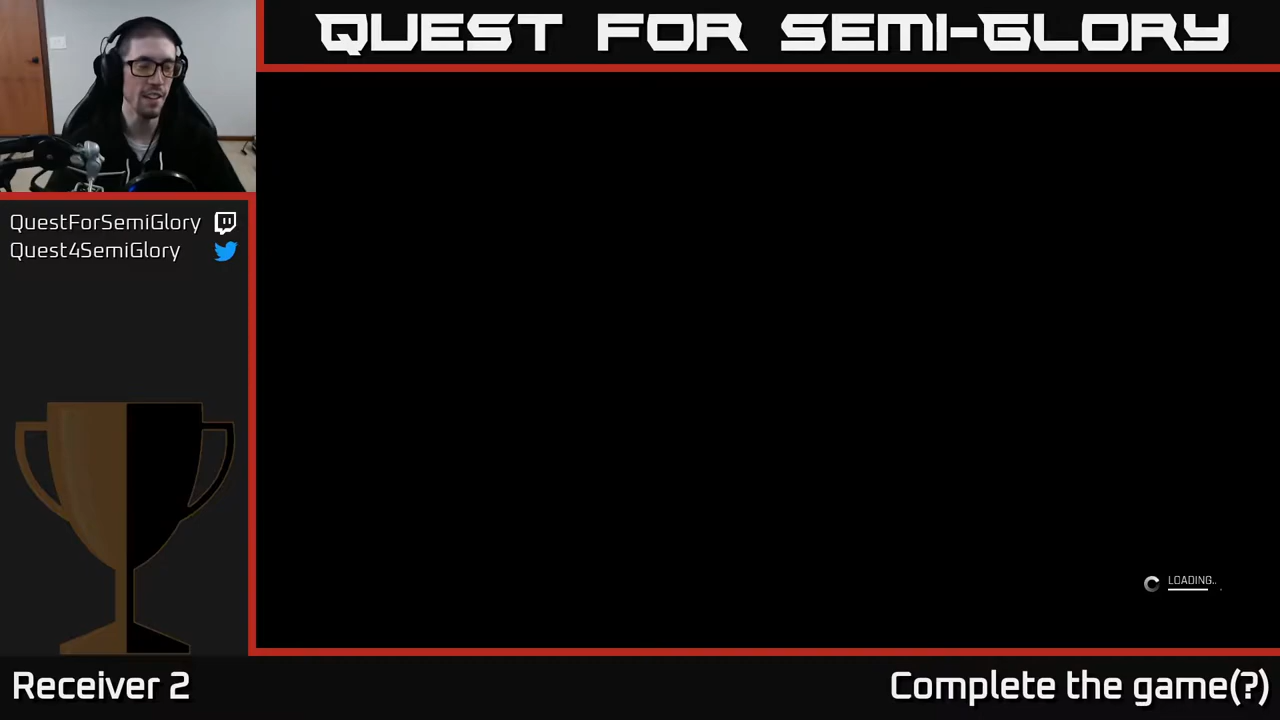 QUEST FOR SEMI-GLORY
QuestForSemiGlory
Quest4SemiGlory
LOADING..
Receiver 2
Complete the game(?)